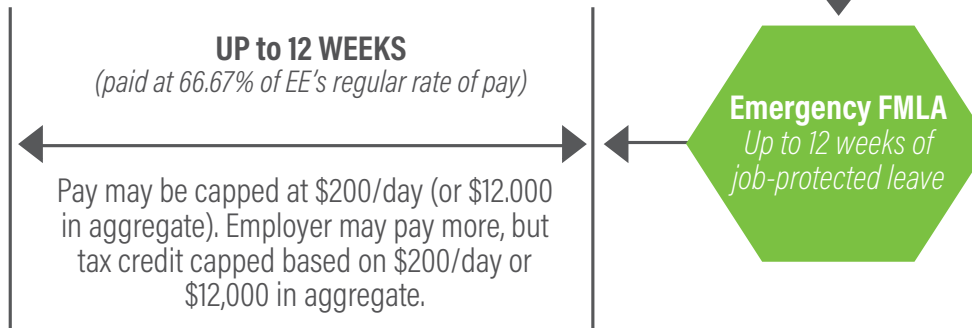 UP to 12 WEEKS
(paid at 66.67% of EE's regular rate of pay)
Pay may be capped at $200/day (or $12.000
in aggregate). Employer may pay more, but
tax credit capped based on $200/day or
$12,000 in aggregate.
Emergency FMLA
Up to 12 weeks of
job-protected leave